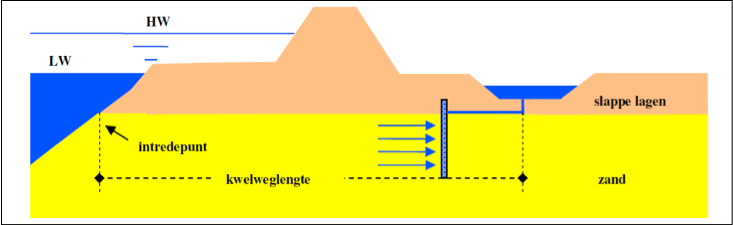 HW
LW
slappe lagen
intredepunt
kwelweglengte
zand